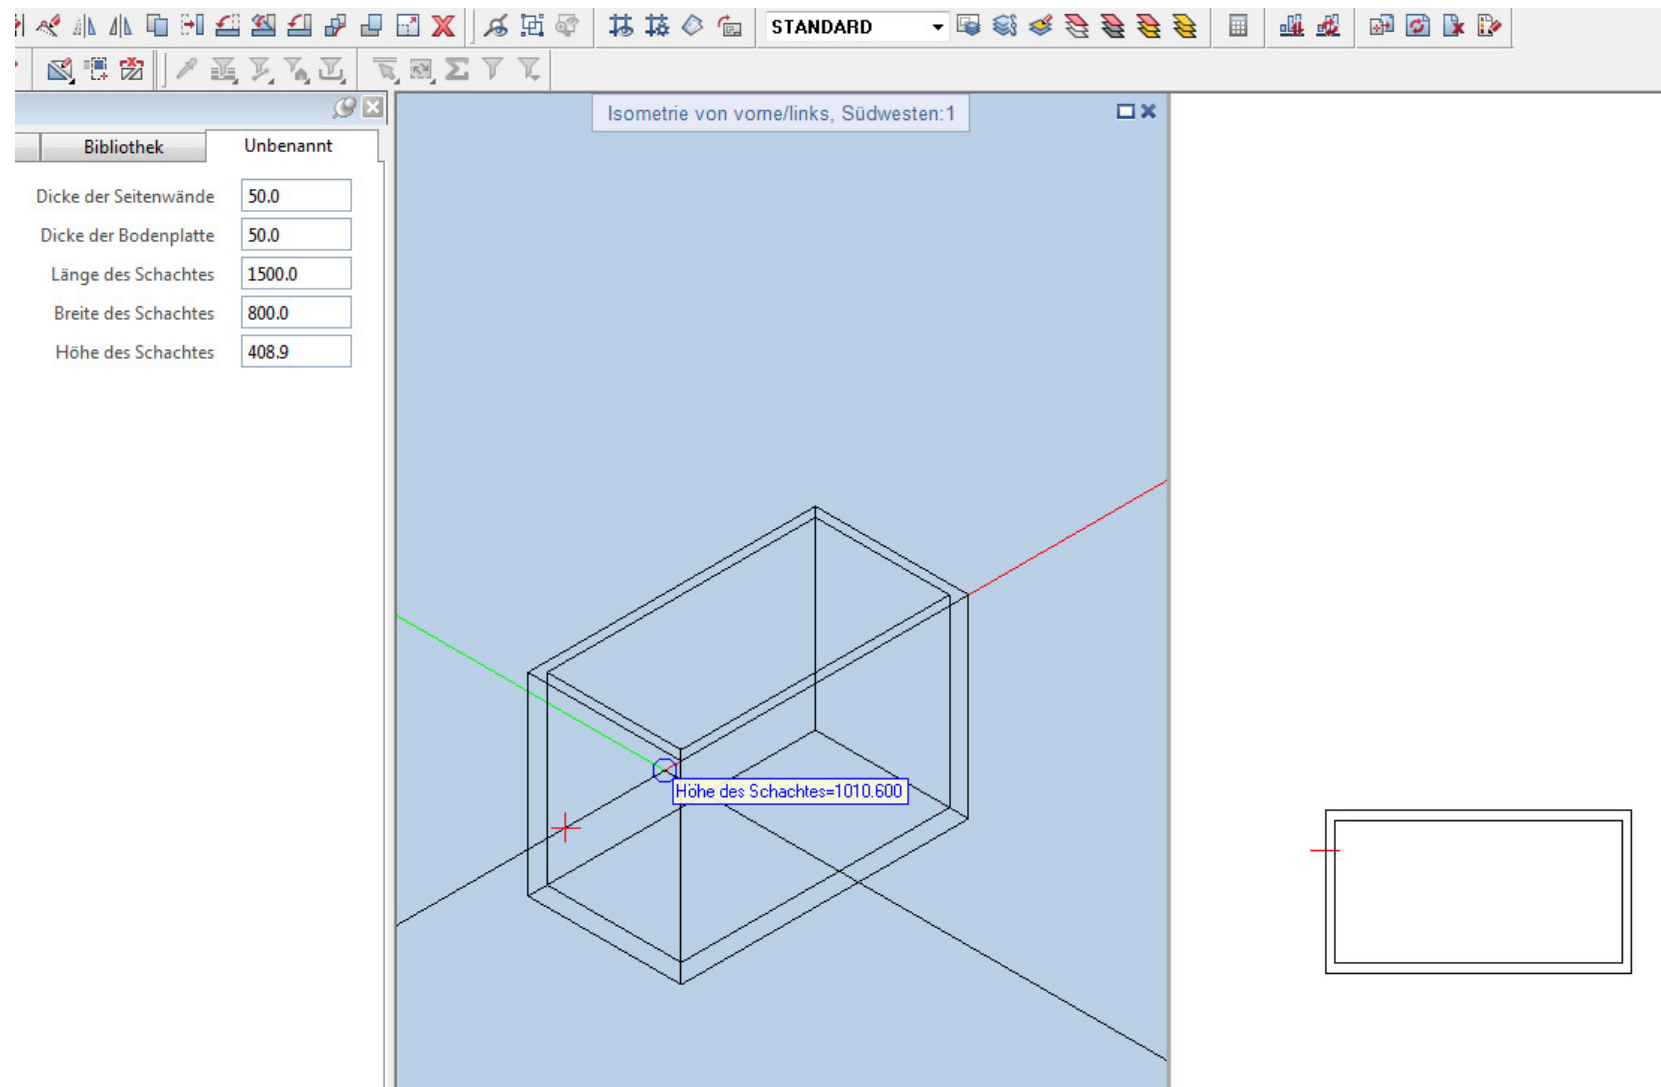 STANDARD
Isometrie von vorne/links, Südwesten:1
Bibliothek
Unbenannt
Dicke der Seitenwände 50.0
Dicke der Bodenplatte 50.0
Länge des Schachtes 1500.0
Breite des Schachtes 800.0
Höhe des Schachtes 408.9
Höhe des Schachtes=1010.600